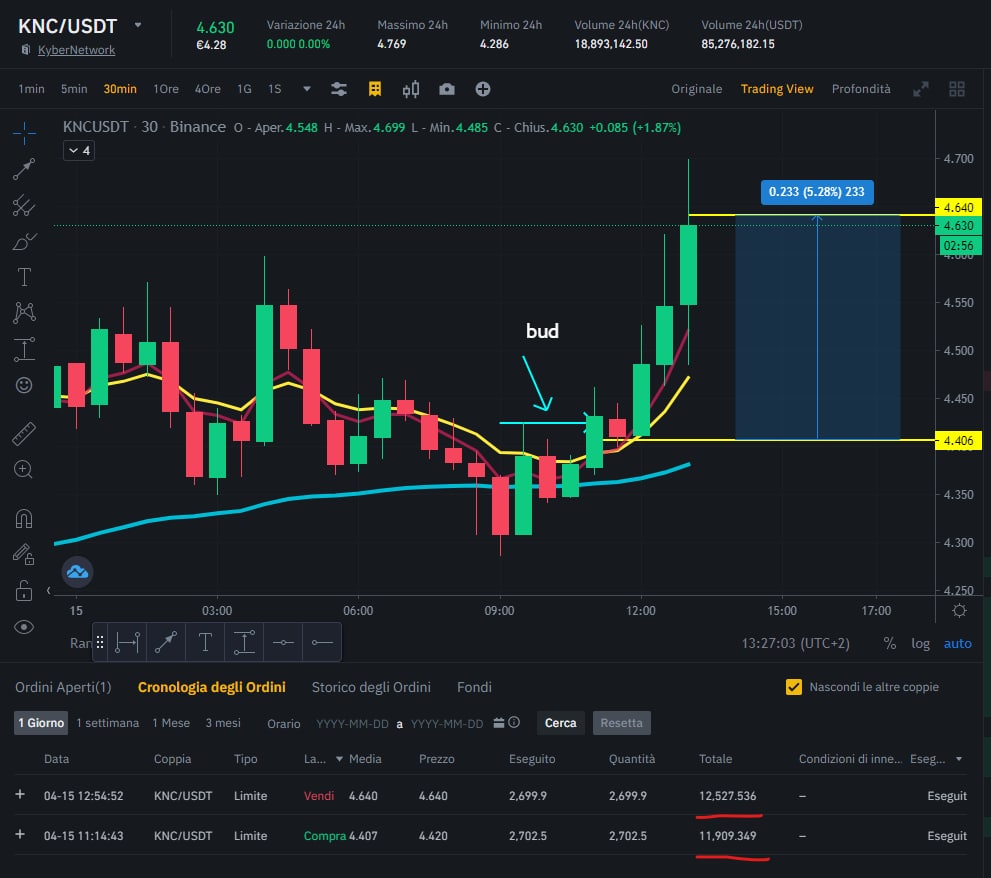 KNC/USDT
KyberNetwork
4.630
€4.28
Variazione 24h
0.000 0.00%
Massimo 24h
4.769
Minimo 24h
4.286
Volume 24h(KNC)
18,893,142.50
Volume 24h(USDT)
85,276,182.15
1min 5min 30min 1Ore 4Ore 1G 1S
Originale Trading View Profondità
KNCUSDT · 30 · Binance O - Aper.4.548 H - Max.4.699 L - Min.4.485 C - Chius.4.630 +0.085 (+1.87%)
4
4.700
0.233 (5.28%) 233
4.640
4.630
02:56
4.600
4.550
bud
4.500
4.450
4.406
4.350
4.300
4.250
15 03:00 06:00 09:00 12:00 15:00 17:00
Ran T 13:27:03 (UTC+2) % log auto
Ordini Aperti(1) Cronologia degli Ordini Storico degli Ordini Fondi Nascondi le altre coppie
1 Giorno 1 settimana 1 Mese 3 mesi Orario YYYY-MM-DD a YYYY-MM-DD Cerca Resetta
Data Coppia Tipo La... Media Prezzo Eseguito Quantità Totale Condizioni di inne... Eseg...
+ 04-15 12:54:52 KNC/USDT Limite Vendi 4.640 4.640 2,699.9 2,699.9 12,527.536 – Eseguit
+ 04-15 11:14:43 KNC/USDT Limite Compra 4.407 4.420 2,702.5 2,702.5 11,909.349 – Eseguit